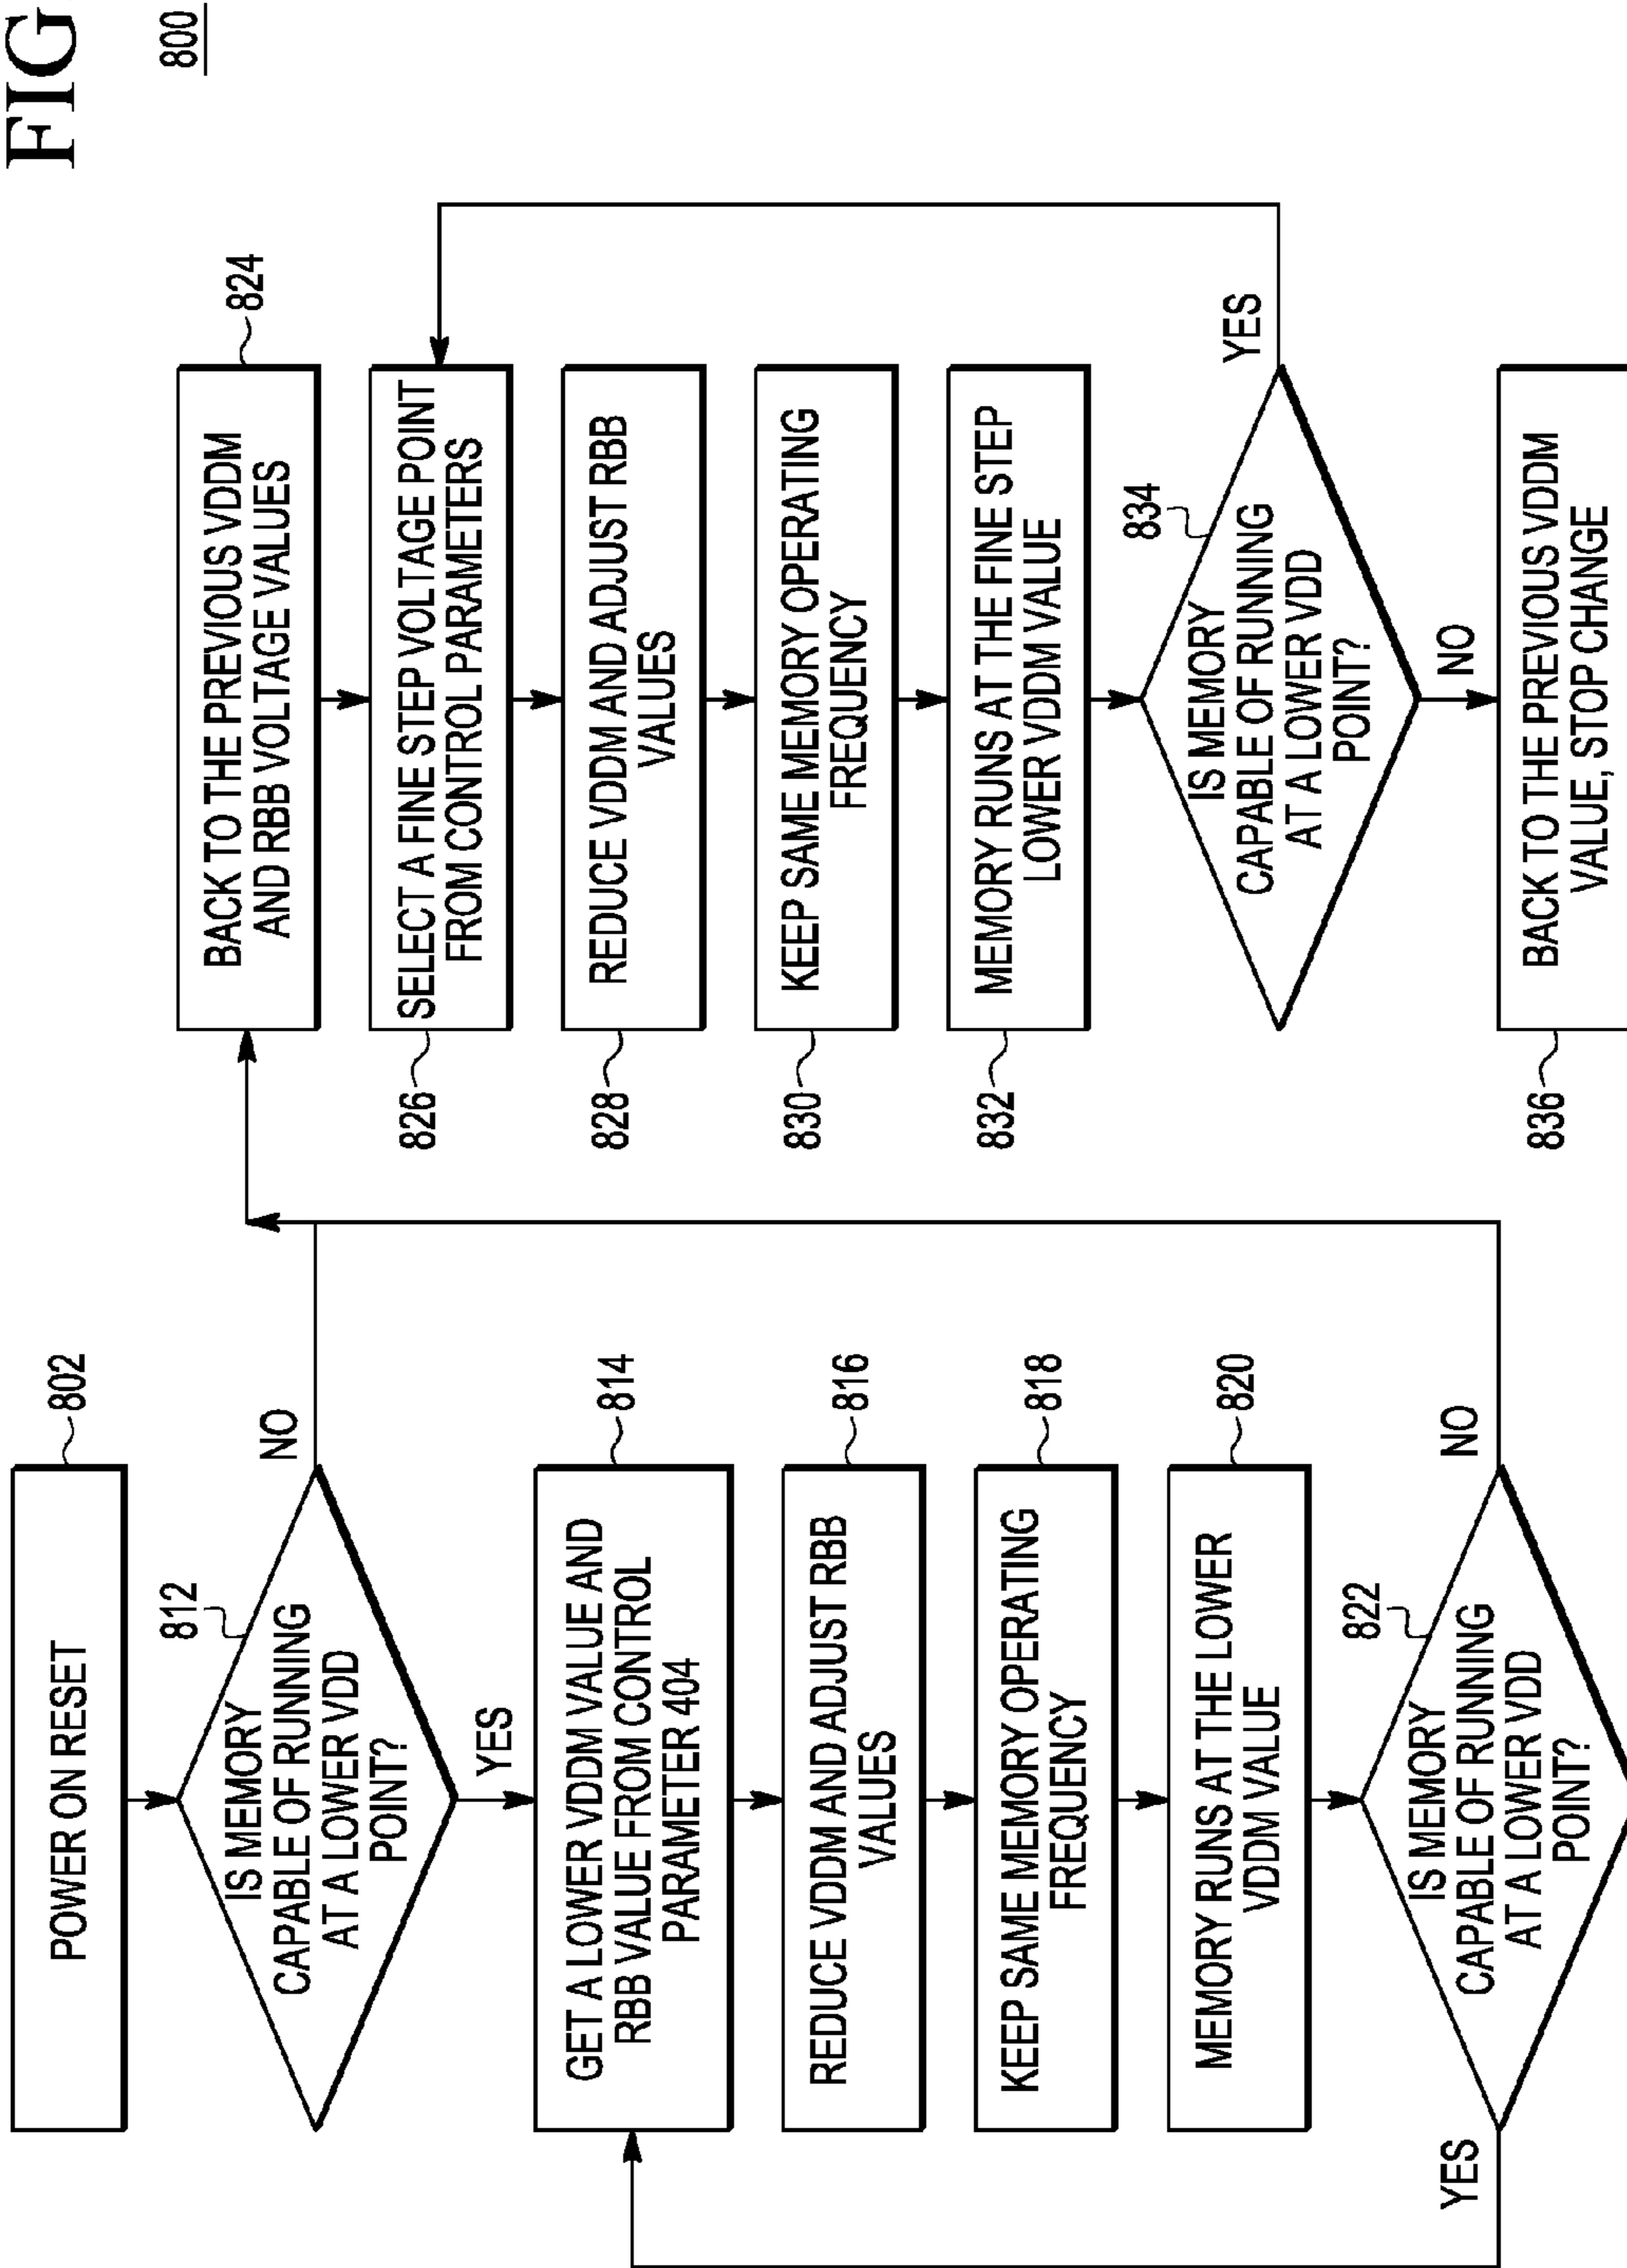 FIG
800
POWER ON RESET
802
812
IS MEMORY
CAPABLE OF RUNNING
AT A LOWER VDD
POINT?
NO
YES
GET A LOWER VDDM VALUE AND
RBB VALUE FROM CONTROL
PARAMETER 404
814
REDUCE VDDM AND ADJUST RBB
VALUES
816
KEEP SAME MEMORY OPERATING
FREQUENCY
818
MEMORY RUNS AT THE LOWER
VDDM VALUE
820
822
IS MEMORY
CAPABLE OF RUNNING
AT A LOWER VDD
POINT?
YES
NO
BACK TO THE PREVIOUS VDDM
AND RBB VOLTAGE VALUES
824
SELECT A FINE STEP VOLTAGE POINT
FROM CONTROL PARAMETERS
826
REDUCE VDDM AND ADJUST RBB
VALUES
828
KEEP SAME MEMORY OPERATING
FREQUENCY
830
MEMORY RUNS AT THE FINE STEP
LOWER VDDM VALUE
832
834
IS MEMORY
CAPABLE OF RUNNING
AT A LOWER VDD
POINT?
YES
NO
BACK TO THE PREVIOUS VDDM
VALUE, STOP CHANGE
836